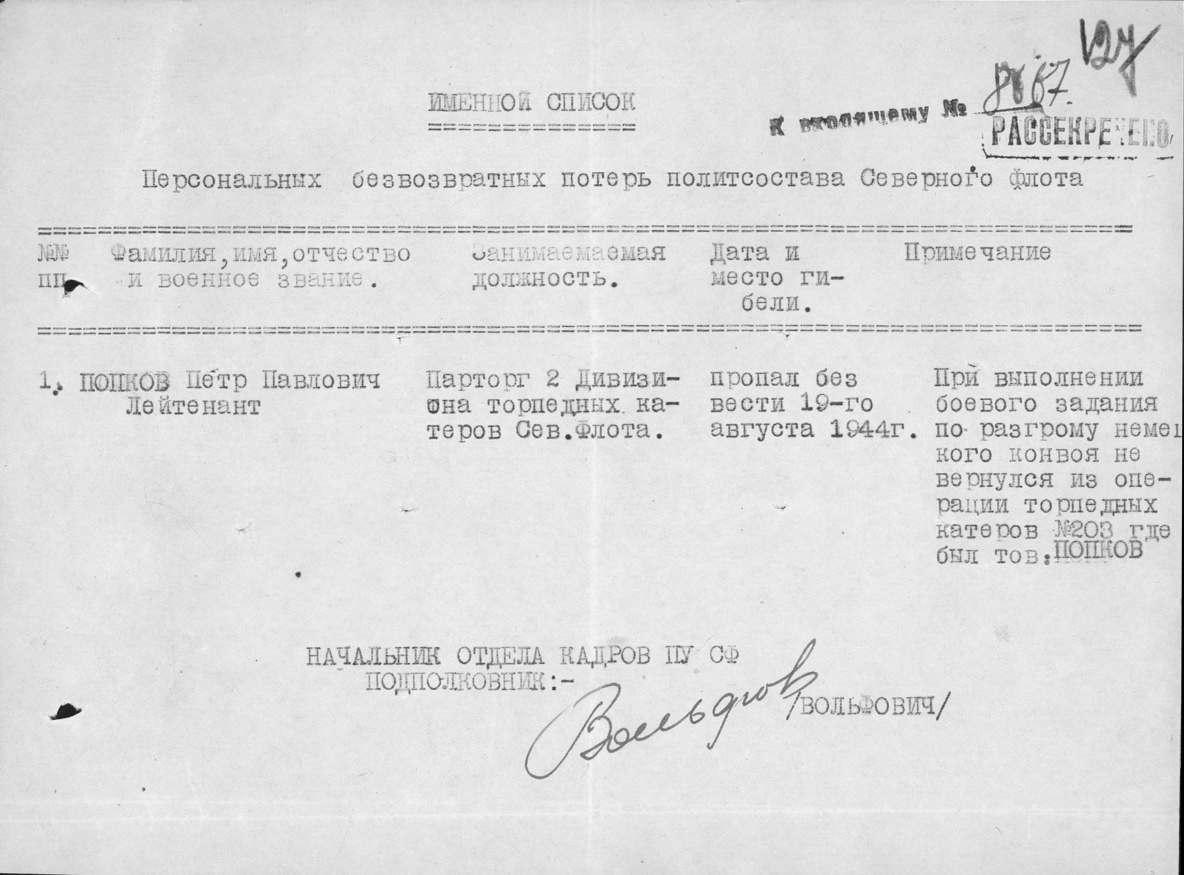 127
К входящему № 8667.
РАССЕКРЕЧЕНО
ИМЕННОЙ СПИСОК
Персональных безвозвратных потерь политсостава Северного флота
№№ Фамилия,имя,отчество Занимаемаемая Дата и Примечание
пп и военное звание. должность. место ги-
бели.
1. ПОПКОВ Петр Павлович Парторг 2 Дивизи- пропал без При выполнении
Лейтенант она торпедных ка- вести 19-го боевого задания
теров Сев.Флота. августа 1944г. по разгрому немец
кого конвоя не
вернулся из опе-
рации торпедных
катеров №203 где
был тов.ПОПКОВ
НАЧАЛЬНИК ОТДЕЛА КАДРОВ ПУ СФ
ПОДПОЛКОВНИК:-
/ВОЛЬФОВИЧ/